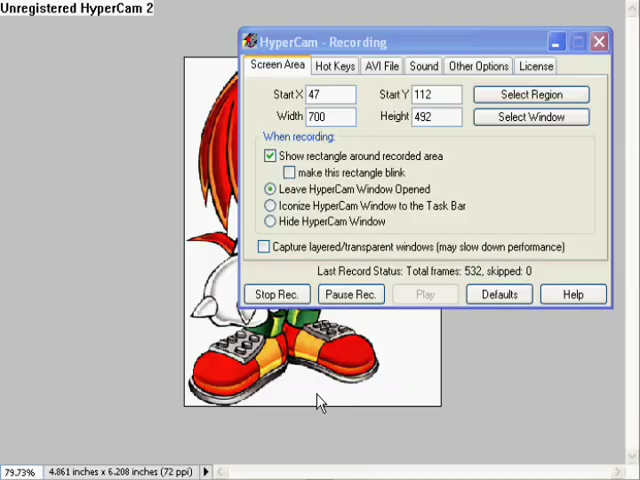 Unregistered HyperCam 2
HyperCam - Recording
Screen Area Hot Keys AVI File Sound Other Options License
Start X 47 Start Y 112 Select Region
Width 700 Height 492 Select Window
When recording:
Show rectangle around recorded area
make this rectangle blink
Leave HyperCam Window Opened
Iconize HyperCam Window to the Task Bar
Hide HyperCam Window
Capture layered/transparent windows (may slow down performance)
Last Record Status: Total frames: 532, skipped: 0
Stop Rec. Pause Rec. Play Defaults Help
79.73% 4.861 inches x 6.208 inches (72 ppi)